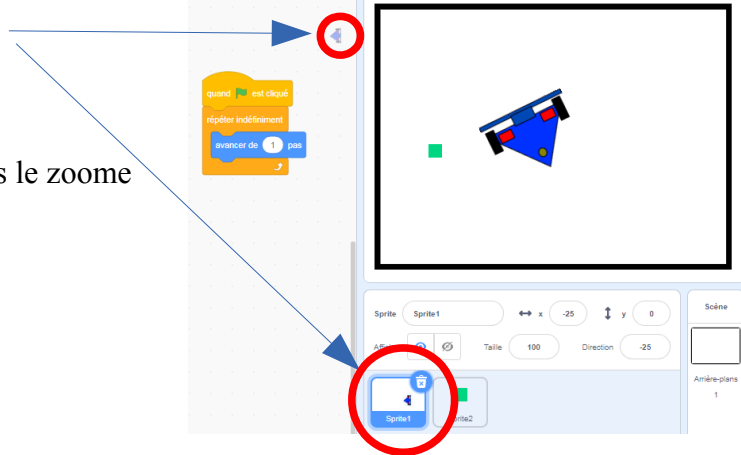 quand est cliqué
répéter indéfiniment
avancer de 1 pas
s le zoome
Sprite Sprite1 x -25 y 0
Taille 100 Direction -25
Sprite1
Scène
Arrière-plans
1